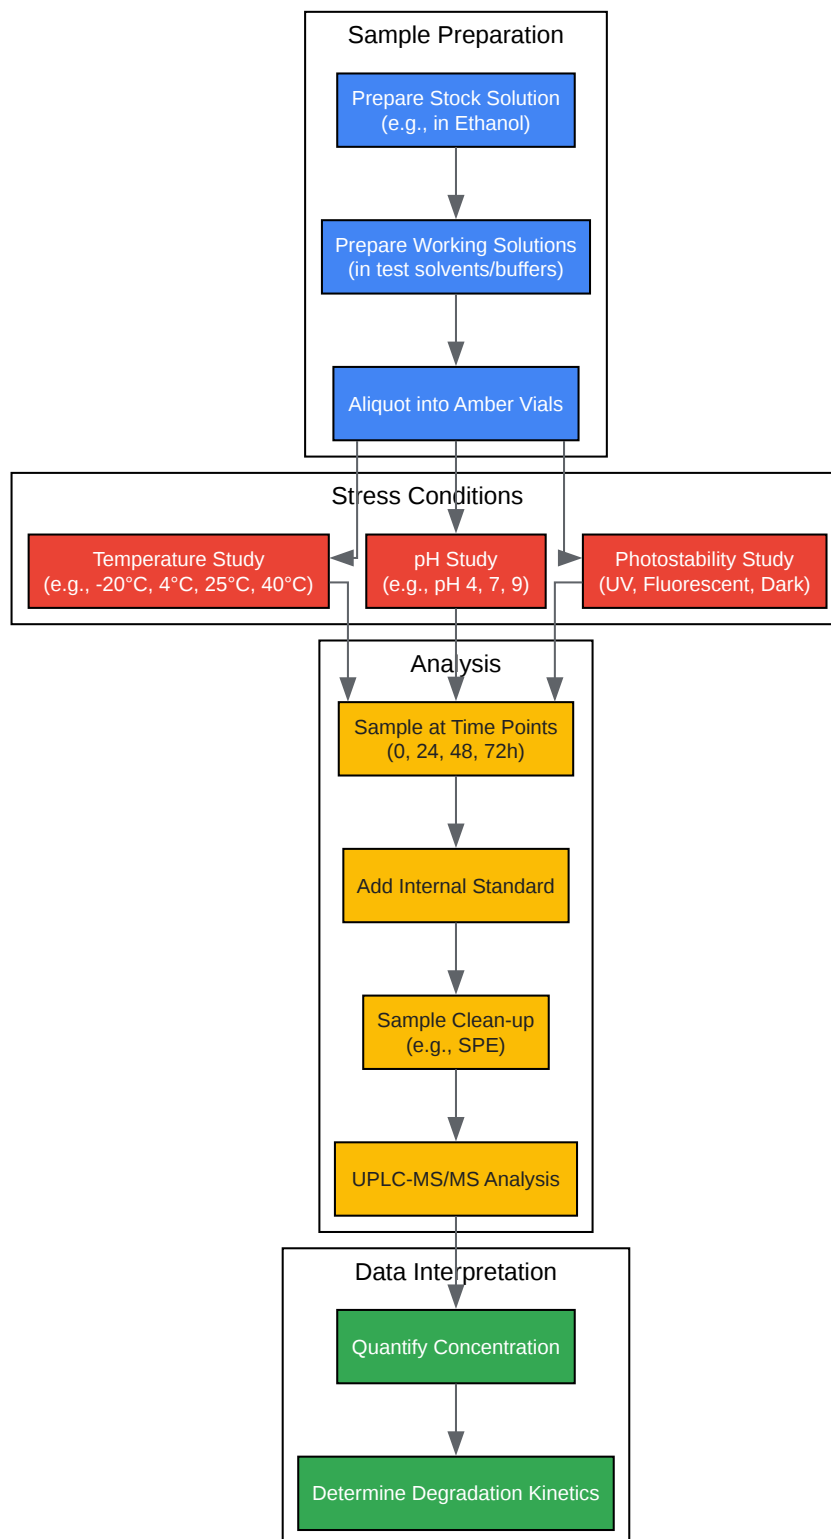 Sample Preparation
Prepare Stock Solution
(e.g., in Ethanol)
Prepare Working Solutions
(in test solvents/buffers)
Aliquot into Amber Vials
Stress Conditions
Temperature Study
(e.g., -20°C, 4°C, 25°C, 40°C)
pH Study
(e.g., pH 4, 7, 9)
Photostability Study
(UV, Fluorescent, Dark)
Analysis
Sample at Time Points
(0, 24, 48, 72h)
Add Internal Standard
Sample Clean-up
(e.g., SPE)
UPLC-MS/MS Analysis
Data Interpretation
Quantify Concentration
Determine Degradation Kinetics